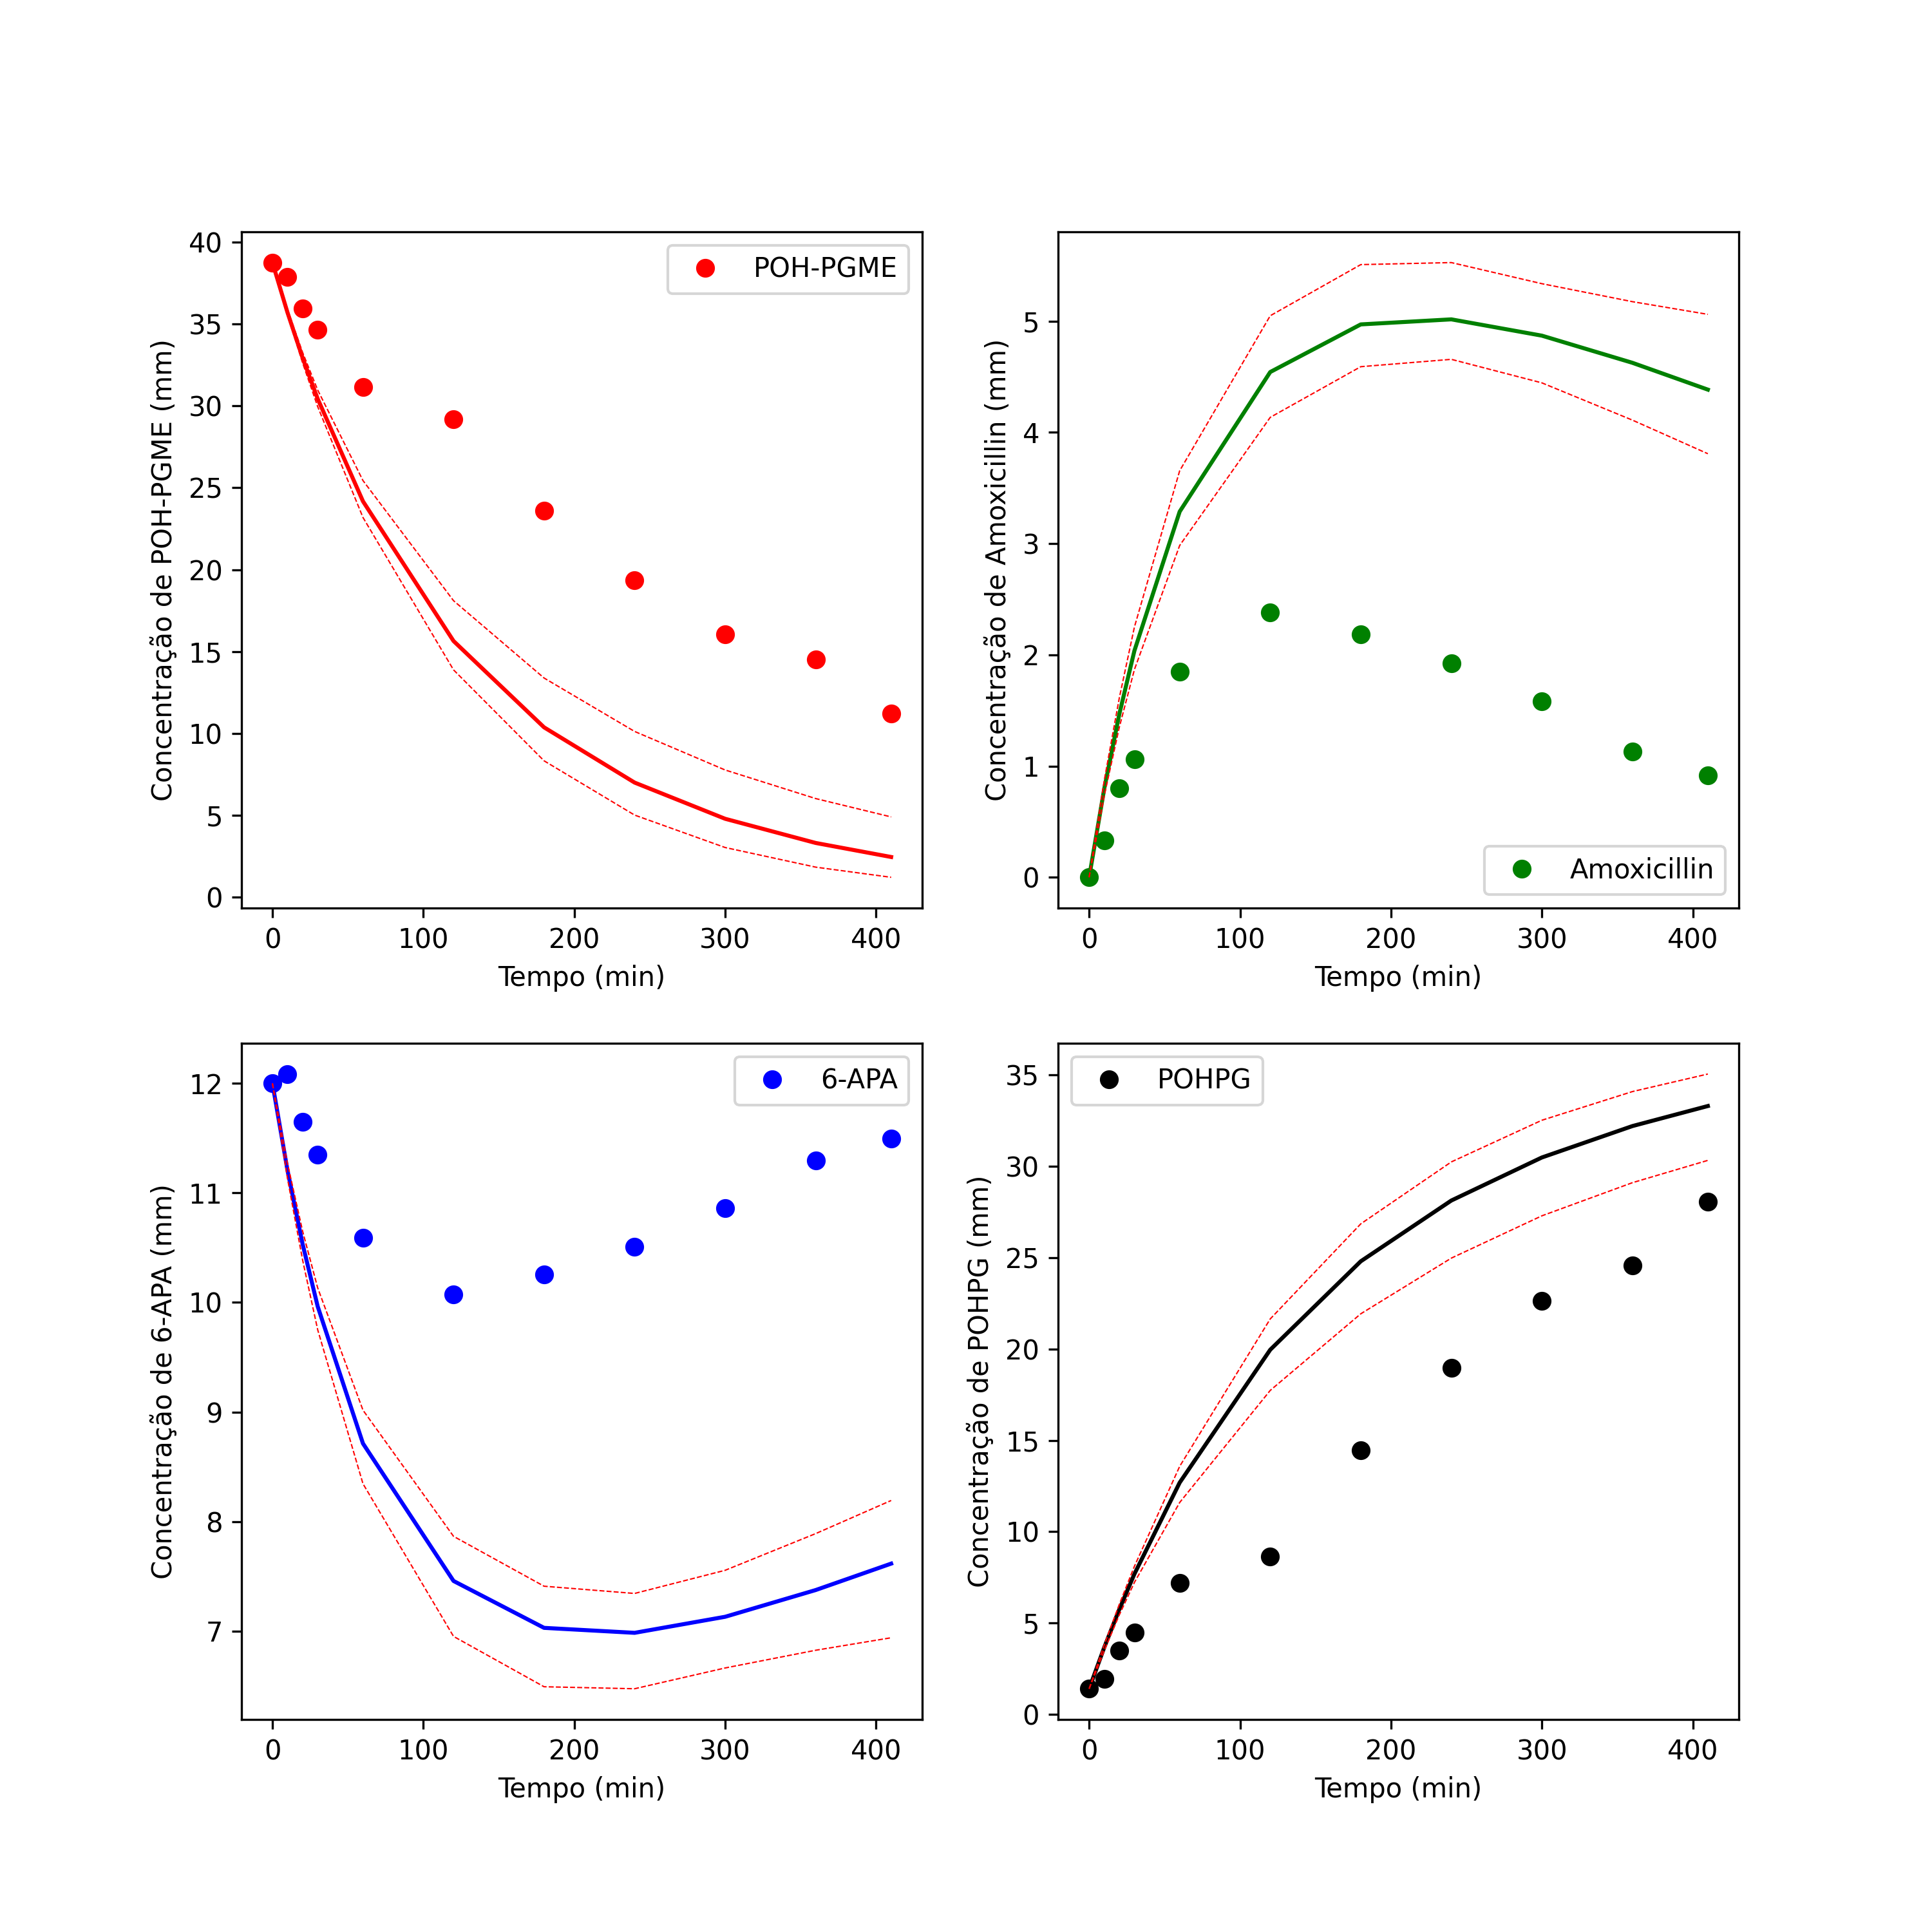 Concentração de POH-PGME (mm)
40
35
30
25
20
15
10
5
0
POH-PGME
0 100 200 300 400
Tempo (min)
Concentração de Amoxicillin (mm)
5
4
3
2
1
0
Amoxicillin
0 100 200 300 400
Tempo (min)
Concentração de 6-APA (mm)
12
11
10
9
8
7
6-APA
0 100 200 300 400
Tempo (min)
Concentração de POHPG (mm)
35
30
25
20
15
10
5
0
POHPG
0 100 200 300 400
Tempo (min)